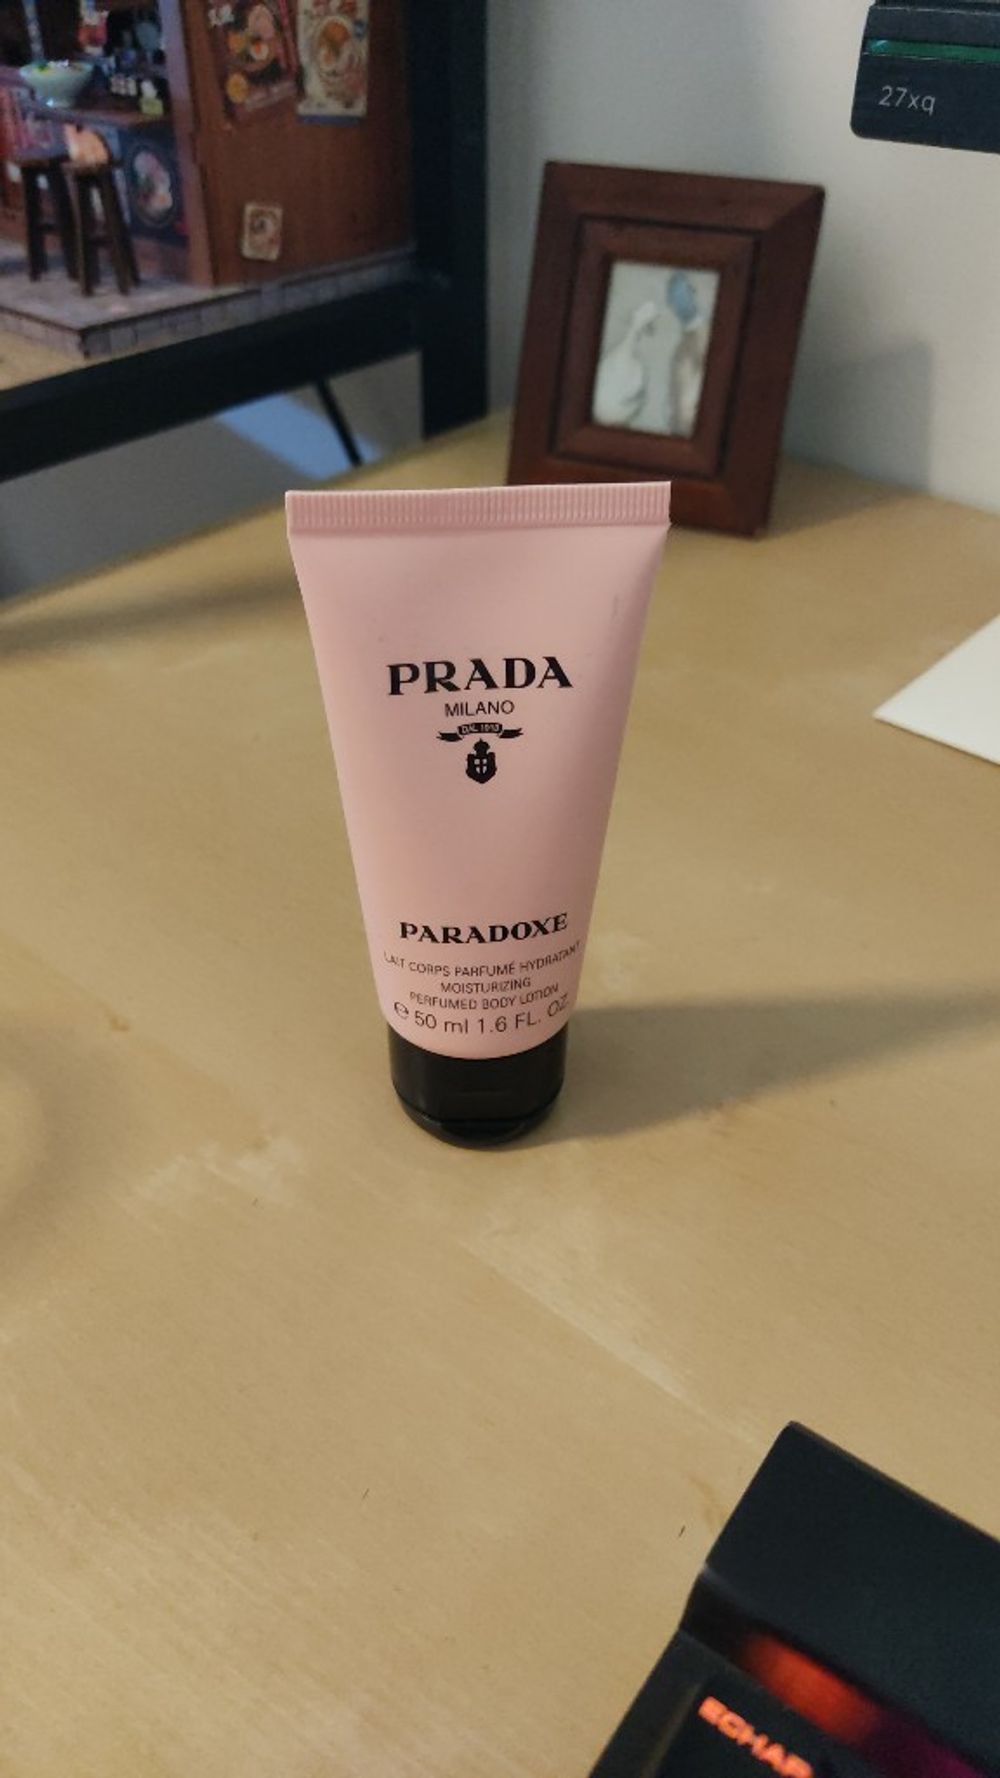 27xq
PRADA
MILANO
DAL 1913
PARADOXE
LAIT CORPS PARFUMÉ HYDRATANT
MOISTURIZING
PERFUMED BODY LOTION
℮ 50 ml 1.6 FL. OZ.
ECHAP